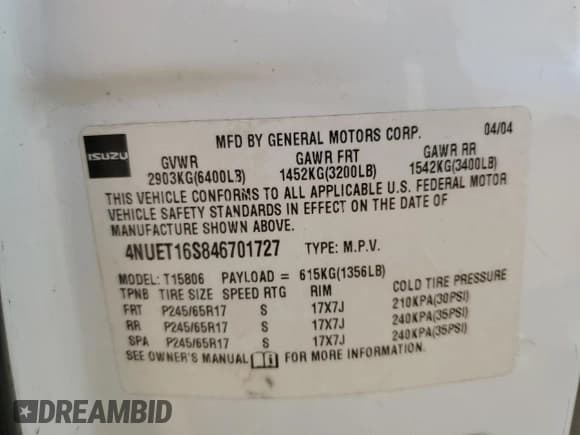 ISUZU
MFD BY GENERAL MOTORS CORP. 04/04
GVWR GAWR FRT GAWR RR
2903KG(6400LB) 1452KG(3200LB) 1542KG(3400LB)
THIS VEHICLE CONFORMS TO ALL APPLICABLE U.S. FEDERAL MOTOR
VEHICLE SAFETY STANDARDS IN EFFECT ON THE DATE OF
MANUFACTURE SHOWN ABOVE.
4NUET16S846701727 TYPE: M.P.V.
MODEL: T15806 PAYLOAD = 615KG(1356LB)
TPNB TIRE SIZE SPEED RTG RIM COLD TIRE PRESSURE
FRT P245/65R17 S 17X7J 210KPA(30PSI)
RR P245/65R17 S 17X7J 240KPA(35PSI)
SPA P245/65R17 S 17X7J 240KPA(35PSI)
SEE OWNER'S MANUAL FOR MORE INFORMATION.
DREAMBID